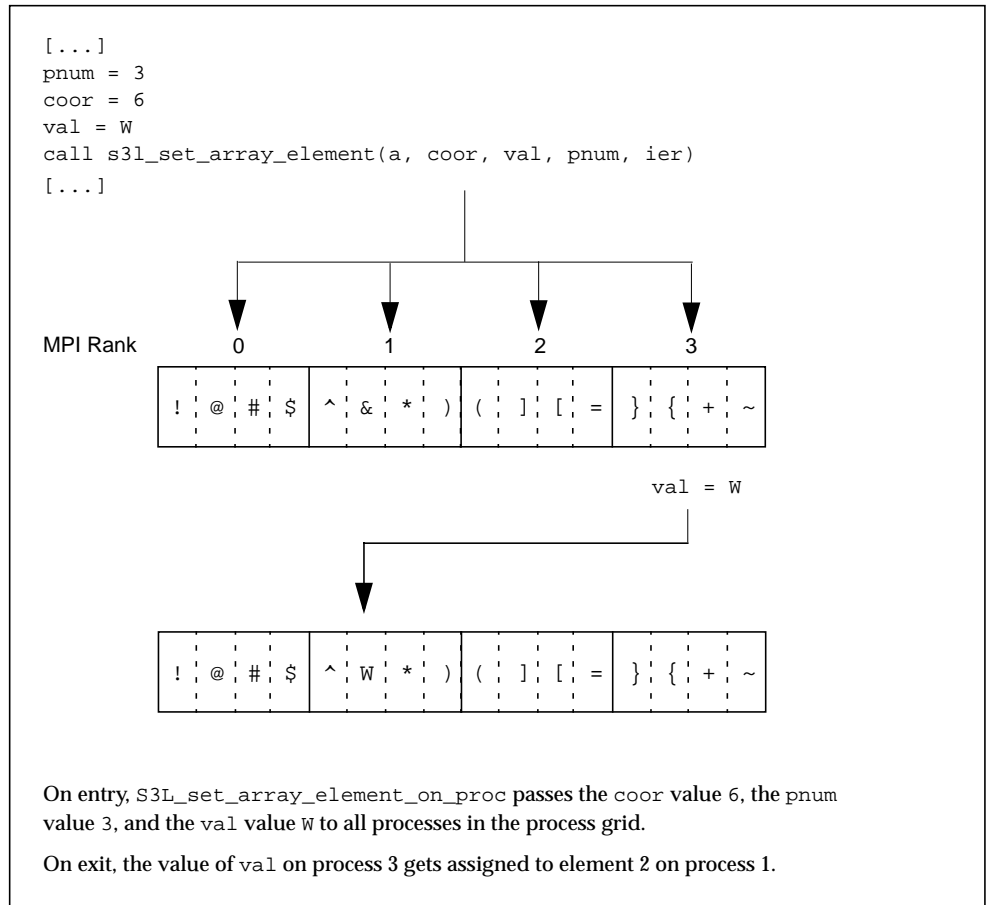 [...]
pnum = 3
coor = 6
val = W
call s3l_set_array_element(a, coor, val, pnum, ier)
[...]
MPI Rank 0 1 2 3
! @ # $ ^ & * ) ( ] [ = } { + ~
val = W
! @ # $ ^ W * ) ( ] [ = } { + ~
On entry, S3L_set_array_element_on_proc passes the coor value 6, the pnum
value 3, and the val value W to all processes in the process grid.
On exit, the value of val on process 3 gets assigned to element 2 on process 1.